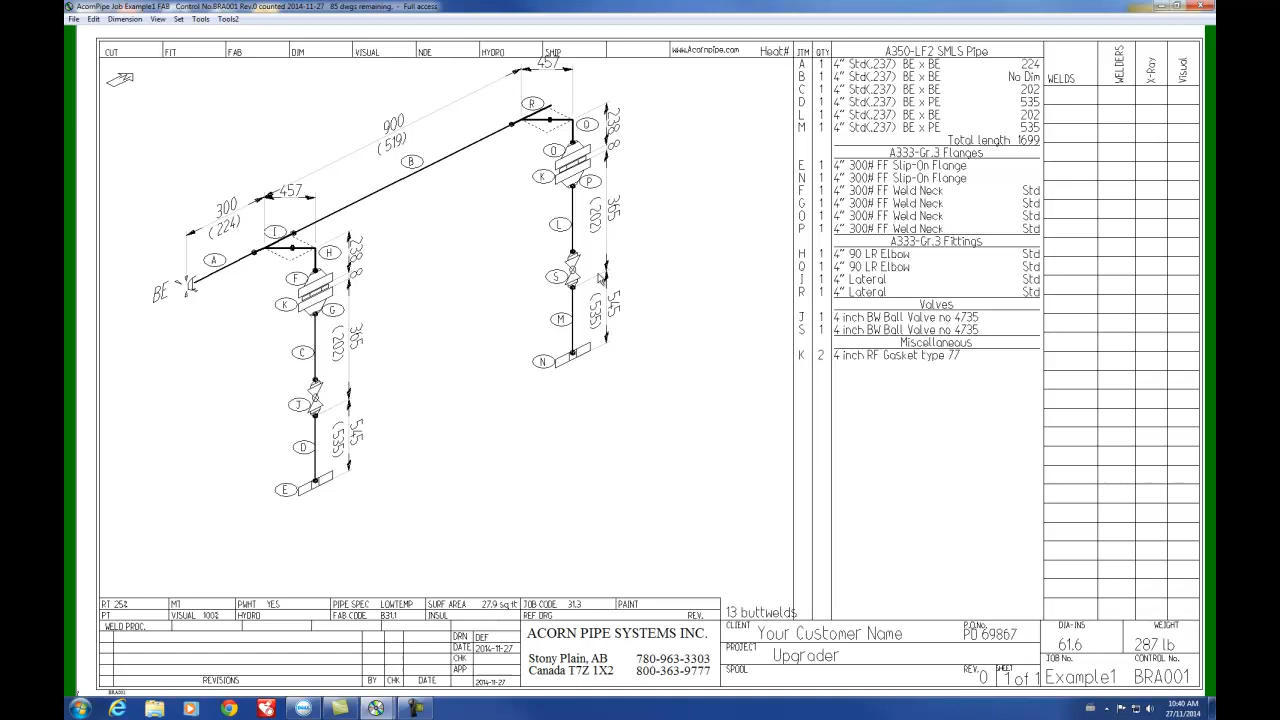 AcornPipe Job Example1 FAB Control No.BRA001 Rev.0 counted 2014-11-27 85 dwgs remaining. - Full access
File Edit Dimension View Set Tools Tools2
CUT FIT FAB DIM VISUAL NDE HYDRO SHIP www.Acornpipe.com Heat#
ITM QTY A350-LF2 SMLS Pipe
A 1 4" Std(.237) BE x BE 224
B 1 4" Std(.237) BE x BE No Dim
C 1 4" Std(.237) BE x BE 202
D 1 4" Std(.237) BE x PE 535
L 1 4" Std(.237) BE x BE 202
M 1 4" Std(.237) BE x PE 535
Total length 1699
A333-Gr.3 Flanges
E 1 4" 300# FF Slip-On Flange
N 1 4" 300# FF Slip-On Flange
F 1 4" 300# FF Weld Neck Std
G 1 4" 300# FF Weld Neck Std
O 1 4" 300# FF Weld Neck Std
P 1 4" 300# FF Weld Neck Std
A333-Gr.3 Fittings
H 1 4" 90 LR Elbow Std
Q 1 4" 90 LR Elbow Std
I 1 4" Lateral Std
R 1 4" Lateral Std
Valves
J 1 4 inch BW Ball Valve no 4735
S 1 4 inch BW Ball Valve no 4735
Miscellaneous
K 2 4 inch RF Gasket type 77
WELDS WELDERS X-Ray Visual
457
R
900
(519)
B
Q
238
8
O
K
P
L
365
(202)
S
M
545
(535)
N
457
300
(224)
I
A
BE
H
238
8
F
K
G
C
365
(202)
J
D
545
(535)
E
RT 25% MT PWHT YES PIPE SPEC LOWTEMP SURF AREA 27.9 sq ft JOB CODE 31.3 PAINT
PT VISUAL 100% HYDRO FAB CODE B31.1 INSUL REF DRG REV.
WELD PROC.
DRN DEF
DATE 2014-11-27
CHK
APP
REVISIONS BY CHK DATE 2014-11-27
ACORN PIPE SYSTEMS INC.
Stony Plain, AB 780-963-3303
Canada T7Z 1X2 800-363-9777
13 buttwelds
CLIENT Your Customer Name P.O.No. PO 69867
PROJECT Upgrader
SPOOL REV. 0 SHEET 1 of 1
DIA-INS 61.6 WEIGHT 287 lb
JOB No. Example1 CONTROL No. BRA001
BRA001
10:40 AM
27/11/2014